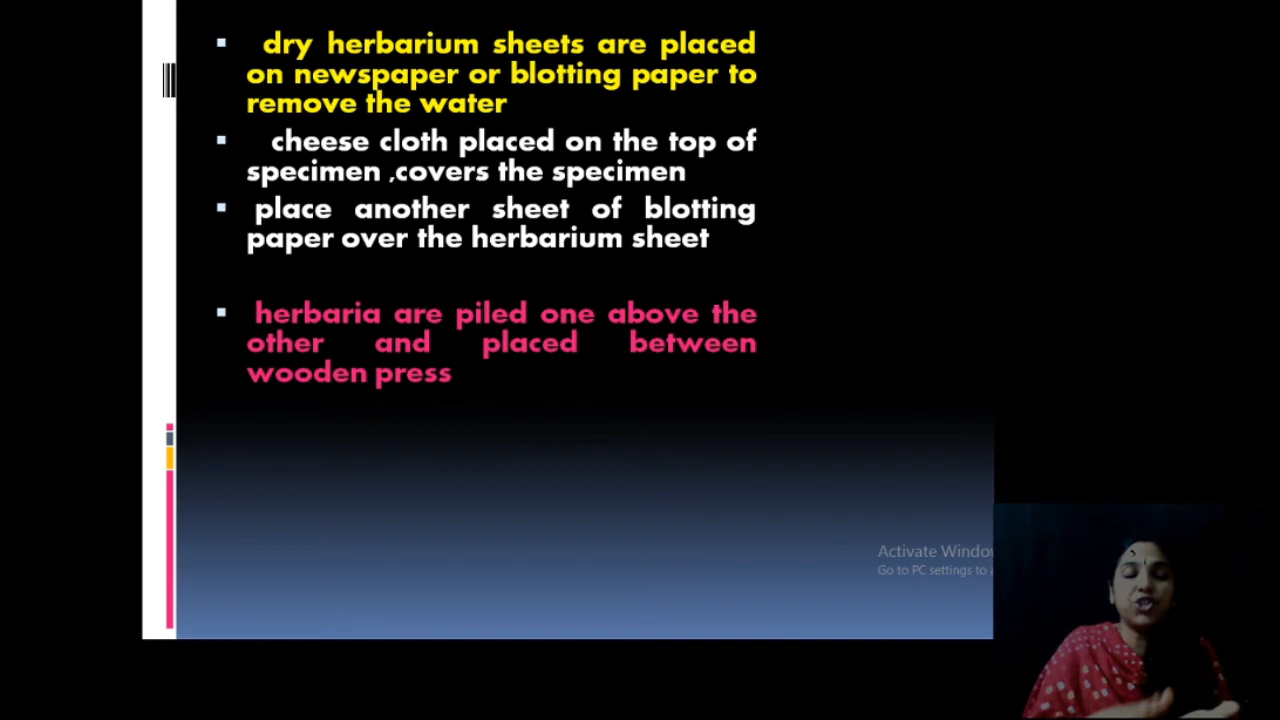 dry herbarium sheets are placed
on newspaper or blotting paper to
remove the water
cheese cloth placed on the top of
specimen ,covers the specimen
place another sheet of blotting
paper over the herbarium sheet
herbaria are piled one above the
other and placed between
wooden press
Activate Windo
Go to PC settings to a